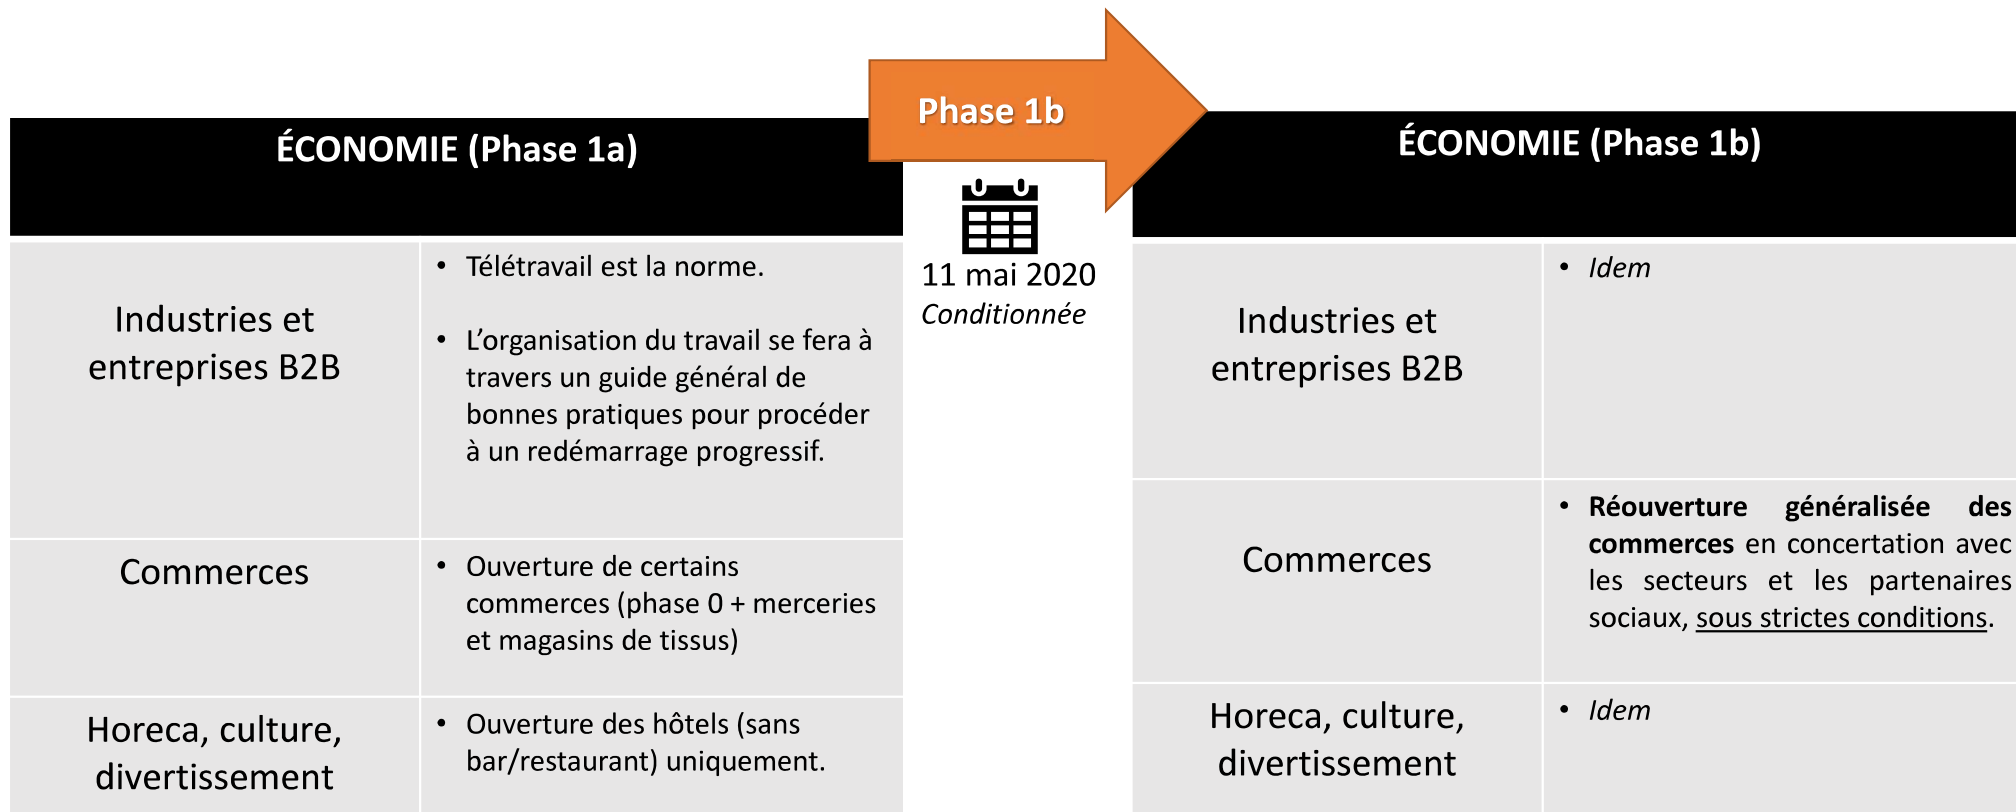 Phase 1b
ÉCONOMIE (Phase 1a)
Industries et
entreprises B2B
• Télétravail est la norme.
• L’organisation du travail se fera à
travers un guide général de
bonnes pratiques pour procéder
à un redémarrage progressif.
Commerces
• Ouverture de certains
commerces (phase 0 + merceries
et magasins de tissus)
Horeca, culture,
divertissement
• Ouverture des hôtels (sans
bar/restaurant) uniquement.
11 mai 2020
Conditionnée
ÉCONOMIE (Phase 1b)
Industries et
entreprises B2B
• Idem
Commerces
• Réouverture généralisée des
commerces en concertation avec
les secteurs et les partenaires
sociaux, sous strictes conditions.
Horeca, culture,
divertissement
• Idem